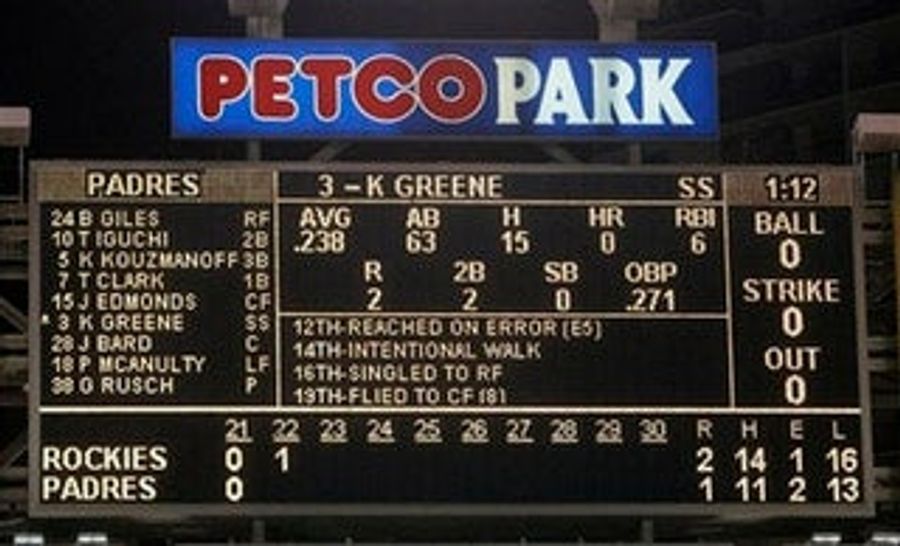 PETCO PARK
PADRES
24 B GILES RF
10 T IGUCHI 2B
5 K KOUZMANOFF 3B
7 T CLARK 1B
15 J EDMONDS CF
3 K GREENE SS
28 J BARD C
18 P MCANULTY LF
38 G RUSCH P
3 - K GREENE SS
AVG AB H HR RBI
.238 63 15 0 6
R 2B SB OBP
2 2 0 .271
12TH-REACHED ON ERROR (E5)
14TH-INTENTIONAL WALK
16TH-SINGLED TO RF
19TH-FLIED TO CF (8)
1:12
BALL
0
STRIKE
0
OUT
0
21 22 23 24 25 26 27 28 29 30 R H E L
ROCKIES 0 1 2 14 1 16
PADRES 0 1 11 2 13